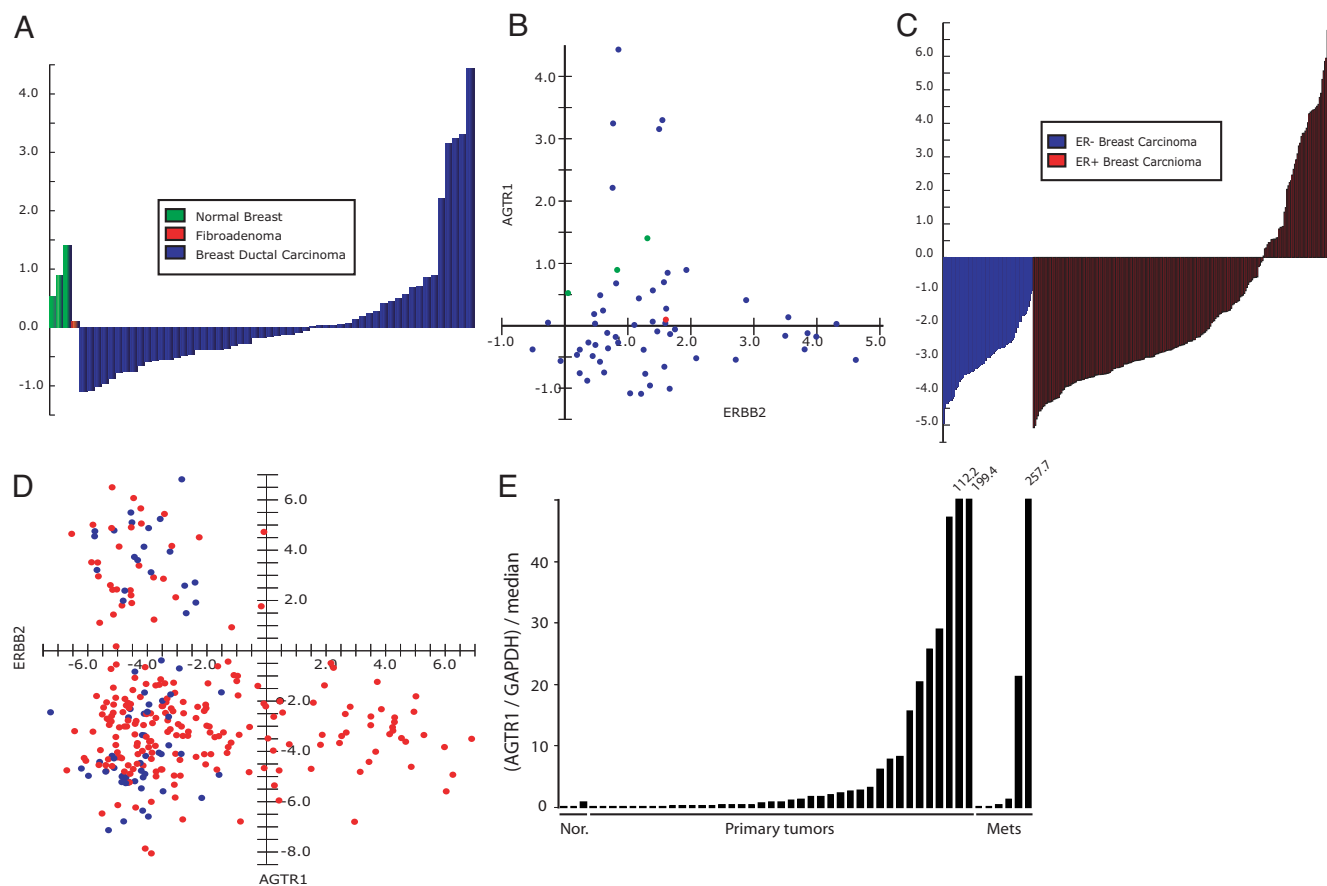 A
4.0
3.0
2.0
1.0
0.0
-1.0
Normal Breast
Fibroadenoma
Breast Ductal Carcinoma
B
AGTR1
4.0
3.0
2.0
1.0
-1.0
-1.0
1.0
2.0
3.0
4.0
5.0
ERBB2
C
6.0
5.0
4.0
3.0
2.0
1.0
0.0
-1.0
-2.0
-3.0
-4.0
-5.0
ER- Breast Carcinoma
ER+ Breast Carcnioma
D
ERBB2
6.0
4.0
2.0
-2.0
-4.0
-6.0
-8.0
-6.0
-4.0
-2.0
2.0
4.0
6.0
AGTR1
E
(AGTR1 / GAPDH) / median
40
30
20
10
0
112.2
199.4
257.7
Nor.
Primary tumors
Mets